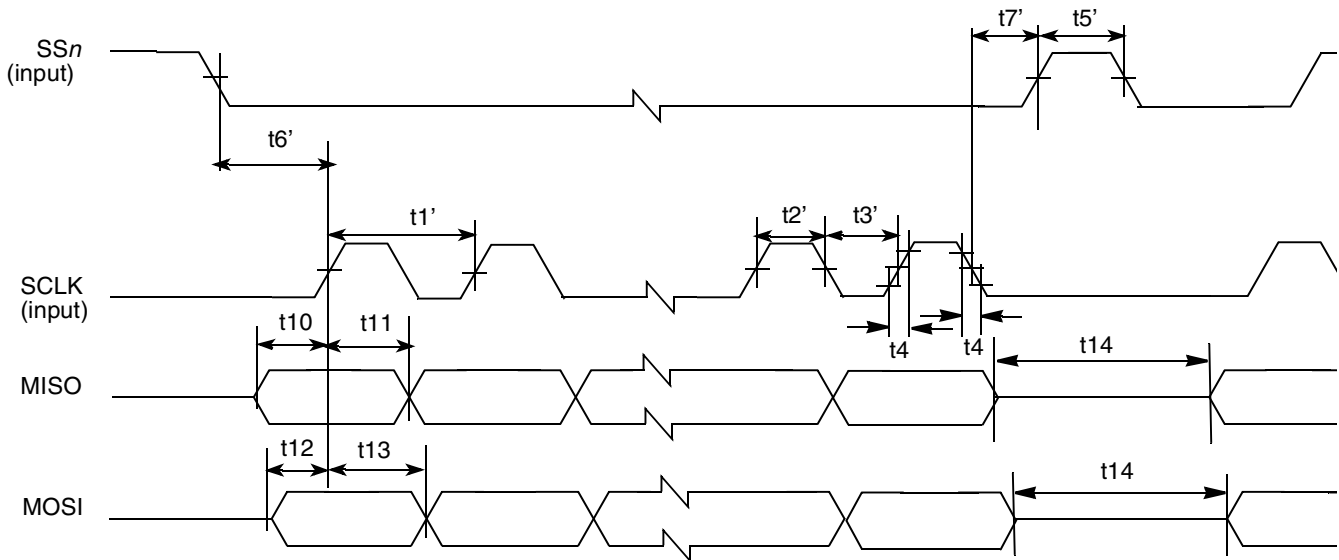 SSn
(input)
t7’
t5’
t6’
t1’
t2’
t3’
SCLK
(input)
t10
t11
t4
t4
t14
MISO
t12
t13
t14
MOSI